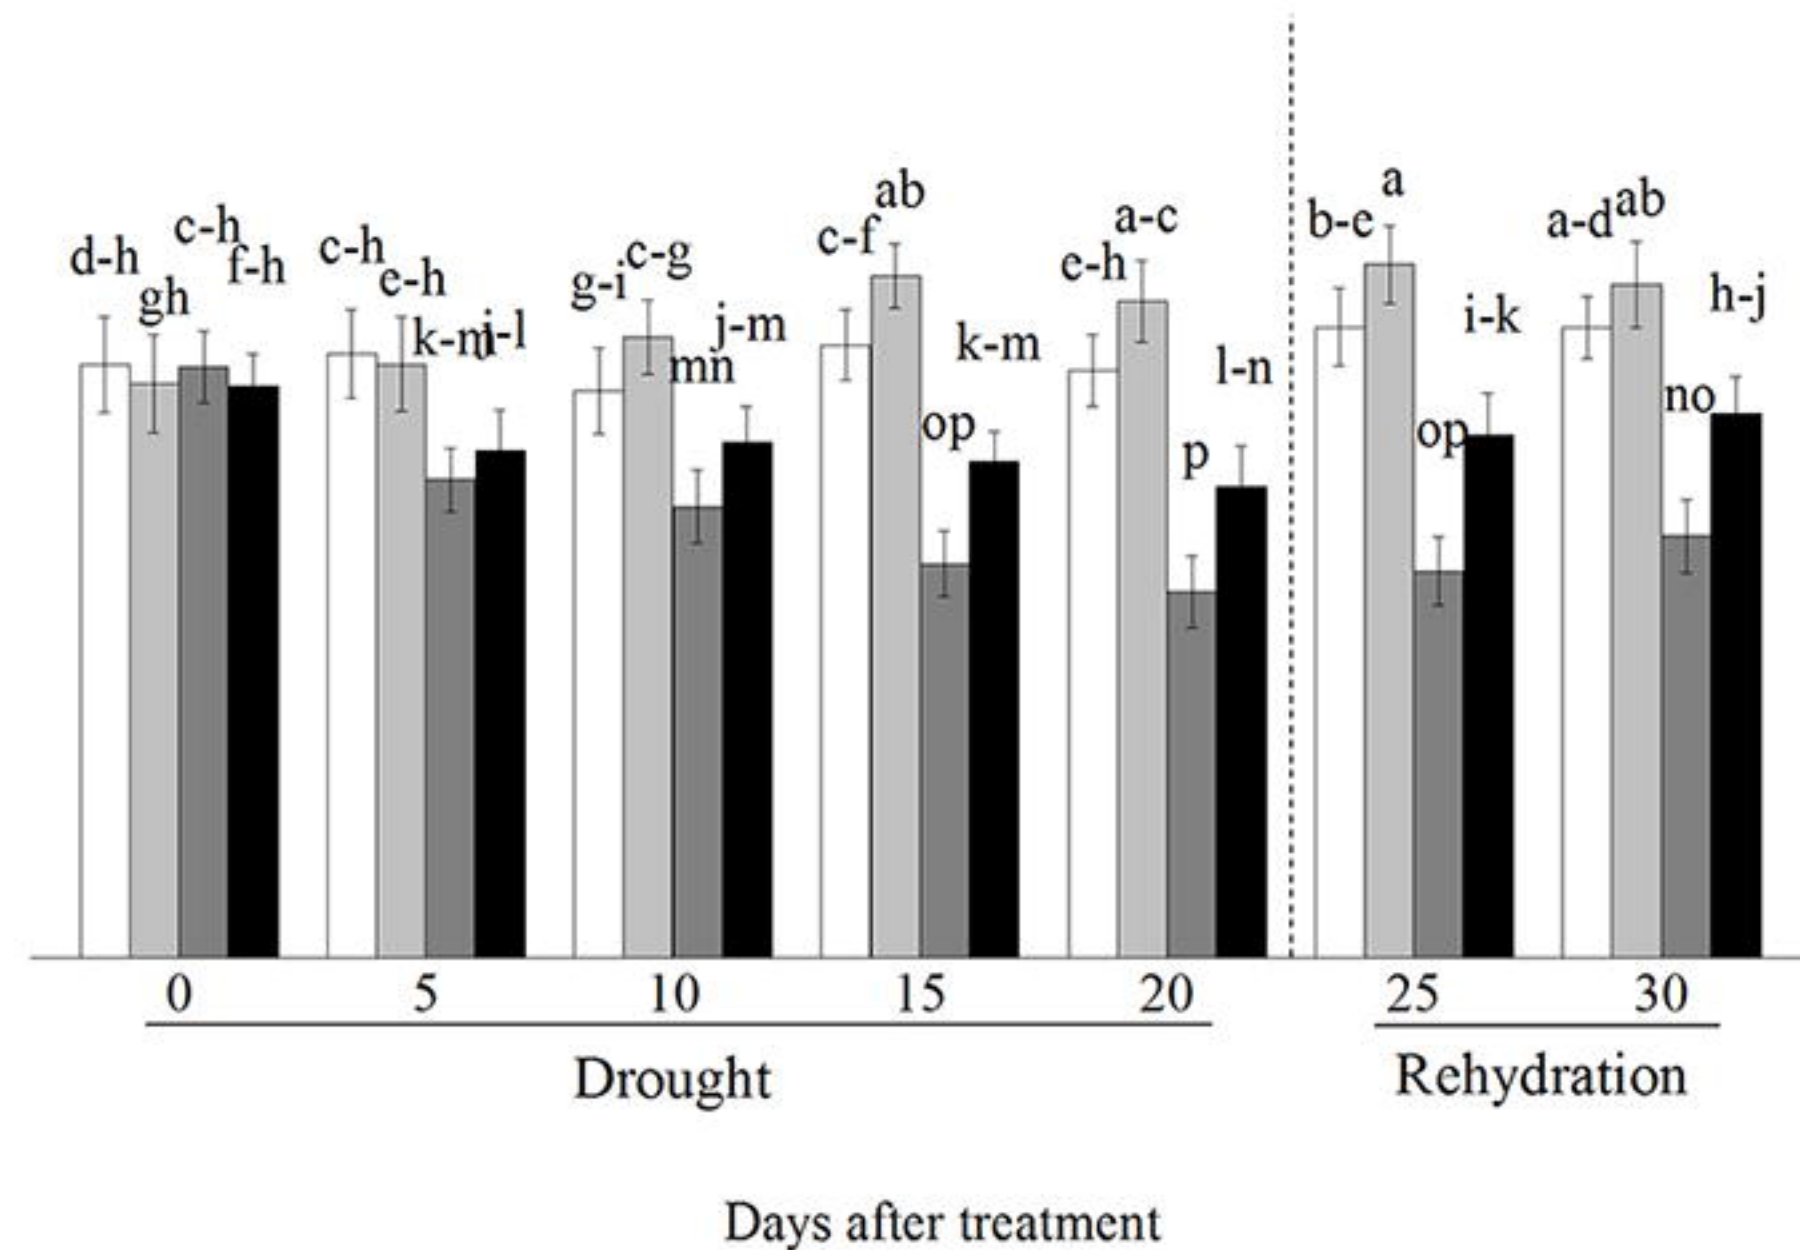 d-h gh c-h f-h c-h e-h k-m j-l g-i c-g mn j-m c-f ab op k-m e-h a-c p l-n b-e a op i-k a-d ab no h-j
0 5 10 15 20 25 30
Drought Rehydration
Days after treatment